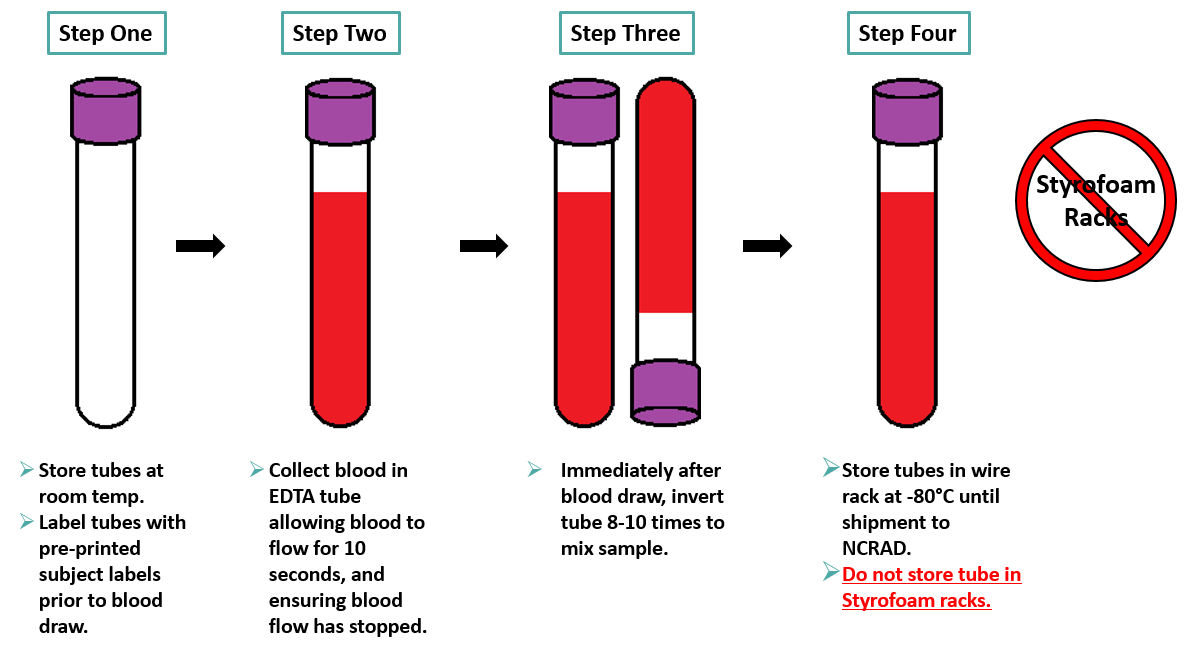 Step One
Store tubes at
room temp.
Label tubes with
pre-printed
subject labels
prior to blood
draw.
Step Two
Collect blood in
EDTA tube
allowing blood to
flow for 10
seconds, and
ensuring blood
flow has stopped.
Step Three
Immediately after
blood draw, invert
tube 8-10 times to
mix sample.
Step Four
Store tubes in wire
rack at -80°C until
shipment to
NCRAD.
Do not store tube in
Styrofoam racks.
Styrofoam
Racks